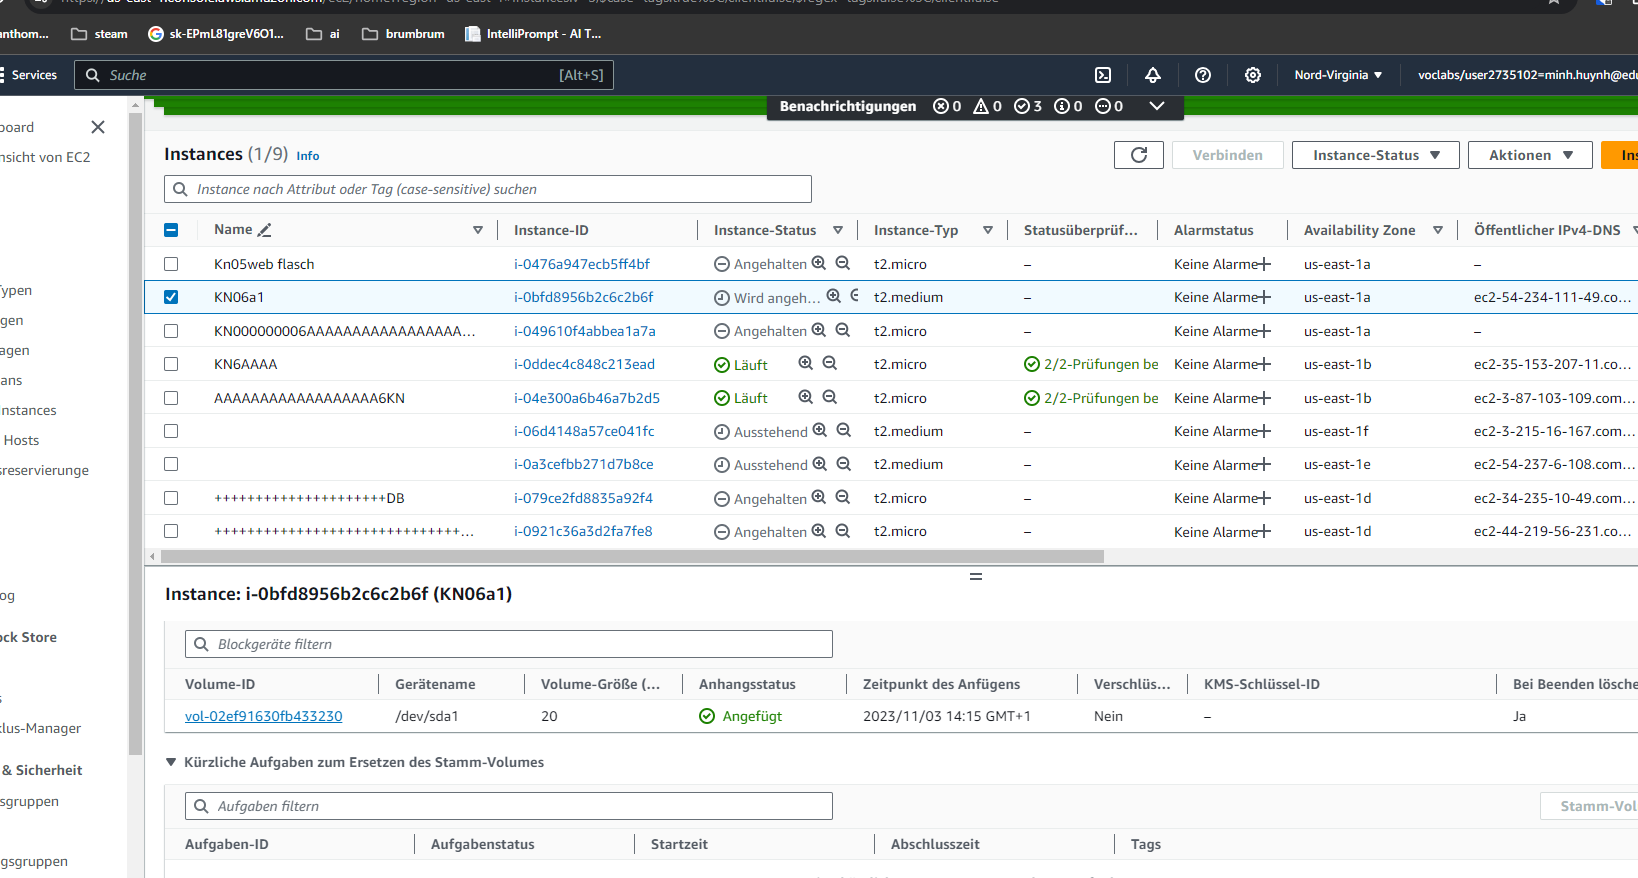 steam
sk-EPmL81greV6O1...
ai
brumbrum
IntelliPrompt - AI T...
Services
Suche
[Alt+S]
Nord-Virginia
voclabs/user2735102=minh.huynh@edu
Benachrichtigungen 0 0 3 0 0
Instances (1/9) Info
Verbinden
Instance-Status
Aktionen
Instance nach Attribut oder Tag (case-sensitive) suchen
Name Instance-ID Instance-Status Instance-Typ Statusüberprüf... Alarmstatus Availability Zone Öffentlicher IPv4-DNS
Kn05web flasch i-0476a947ecb5ff4bf Angehalten t2.micro – Keine Alarme us-east-1a –
KN06a1 i-0bfd8956b2c6c2b6f Wird angeh... t2.medium – Keine Alarme us-east-1a ec2-54-234-111-49.co...
KN000000006AAAAAAAAAAAAAAAAA... i-049610f4abbea1a7a Angehalten t2.micro – Keine Alarme us-east-1a –
KN6AAAA i-0ddec4c848c213ead Läuft t2.micro 2/2-Prüfungen be Keine Alarme us-east-1b ec2-35-153-207-11.co...
AAAAAAAAAAAAAAAAAA6KN i-04e300a6b46a7b2d5 Läuft t2.micro 2/2-Prüfungen be Keine Alarme us-east-1b ec2-3-87-103-109.com...
i-06d4148a57ce041fc Ausstehend t2.medium – Keine Alarme us-east-1f ec2-3-215-16-167.com...
i-0a3cefbb271d7b8ce Ausstehend t2.medium – Keine Alarme us-east-1e ec2-54-237-6-108.com...
+++++++++++++++++++++DB i-079ce2fd8835a92f4 Angehalten t2.micro – Keine Alarme us-east-1d ec2-34-235-10-49.com...
++++++++++++++++++++++++++++++... i-0921c36a3d2fa7fe8 Angehalten t2.micro – Keine Alarme us-east-1d ec2-44-219-56-231.com...
Instance: i-0bfd8956b2c6c2b6f (KN06a1)
Blockgeräte filtern
Volume-ID Gerätename Volume-Größe (... Anhangsstatus Zeitpunkt des Anfügens Verschlüs... KMS-Schlüssel-ID Bei Beenden lösche
vol-02ef91630fb433230 /dev/sda1 20 Angefügt 2023/11/03 14:15 GMT+1 Nein – Ja
Kürzliche Aufgaben zum Ersetzen des Stamm-Volumes
Aufgaben filtern
Stamm-Vol
Aufgaben-ID Aufgabenstatus Startzeit Abschlusszeit Tags
board
nsicht von EC2
Typen
gen
agen
ans
Instances
Hosts
sreservierunge
og
ock Store
s
klus-Manager
& Sicherheit
sgruppen
gsgruppen